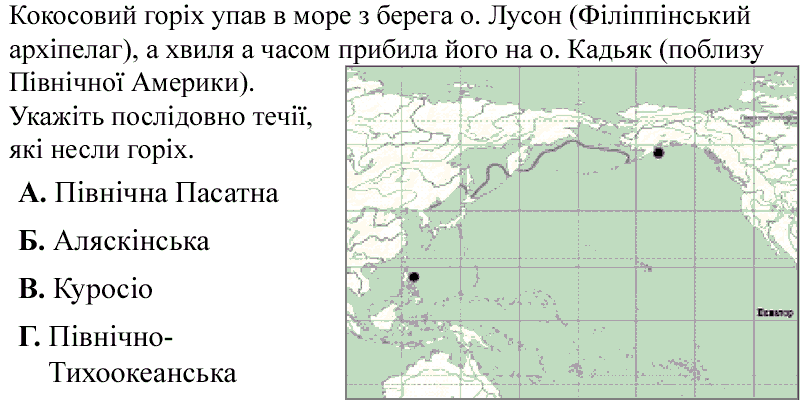 Кокосовий горіх упав в море з берега о. Лусон (Філіппінський
архіпелаг), а хвиля а часом прибила його на о. Кадьяк (поблизу
Північної Америки).
Укажіть послідовно течії,
які несли горіх.
А. Північна Пасатна
Б. Аляскінська
В. Куросіо
Г. Північно-
Тихоокеанська
Екватор